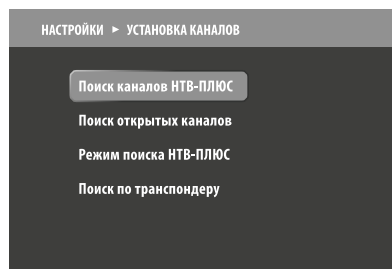 НАСТРОЙКИ ► УСТАНОВКА КАНАЛОВ
Поиск каналов НТВ-ПЛЮС
Поиск открытых каналов
Режим поиска НТВ-ПЛЮС
Поиск по транспондеру